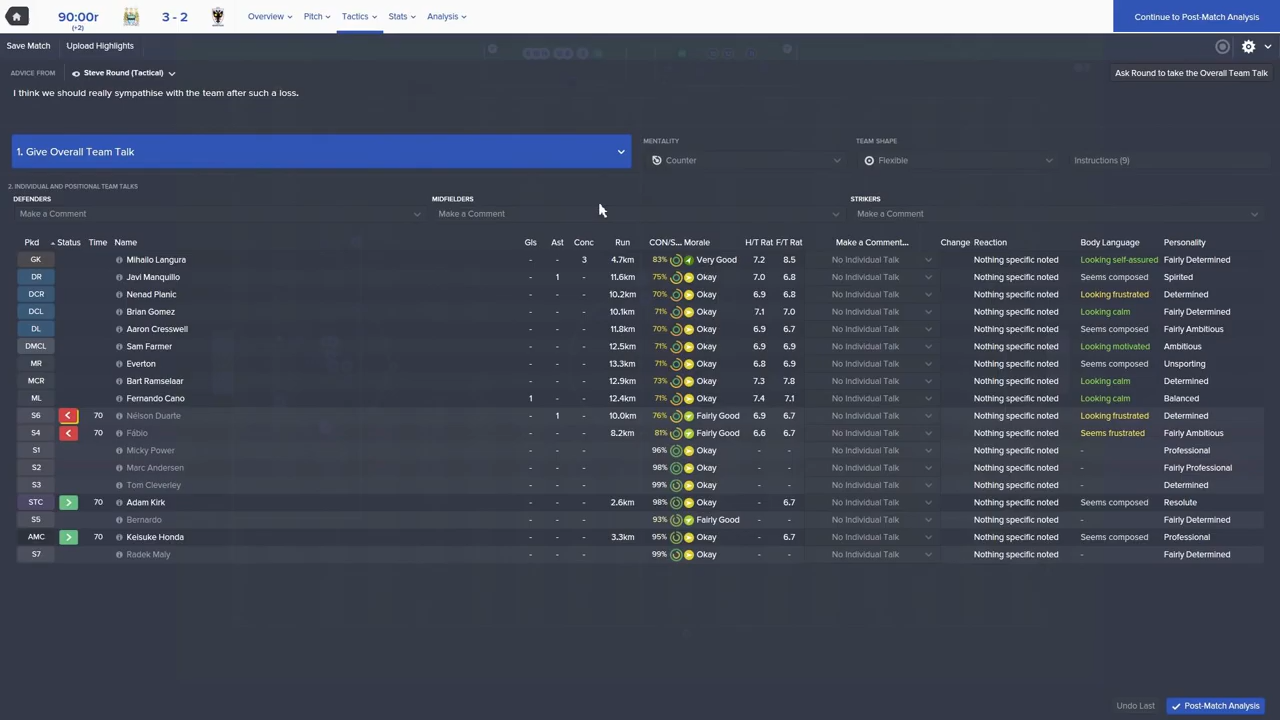 90:00r 3 - 2 Overview Pitch Tactics Stats Analysis Continue to Post-Match Analysis
(+2)
Save Match Upload Highlights
ADVICE FROM Steve Round (Tactical) Ask Round to take the Overall Team Talk
I think we should really sympathise with the team after such a loss.
1. Give Overall Team Talk
MENTALITY TEAM SHAPE
Counter Flexible Instructions (9)
2. INDIVIDUAL AND POSITIONAL TEAM TALKS
DEFENDERS MIDFIELDERS STRIKERS
Make a Comment Make a Comment Make a Comment
Pkd Status Time Name Gls Ast Conc Run CON/S... Morale H/T Rat F/T Rat Make a Comment... Change Reaction Body Language Personality
GK Mihailo Langura - - 3 4.7km 83% Very Good 7.2 8.5 No Individual Talk Nothing specific noted Looking self-assured Fairly Determined
DR Javi Manquillo - 1 - 11.6km 75% Okay 7.0 6.8 No Individual Talk Nothing specific noted Seems composed Spirited
DCR Nenad Planic - - - 10.2km 70% Okay 6.9 6.8 No Individual Talk Nothing specific noted Looking frustrated Determined
DCL Brian Gomez - - - 10.1km 71% Okay 7.1 7.0 No Individual Talk Nothing specific noted Looking calm Fairly Determined
DL Aaron Cresswell - - - 11.8km 70% Okay 6.9 6.7 No Individual Talk Nothing specific noted Seems composed Fairly Ambitious
DMCL Sam Farmer - - - 12.5km 71% Okay 6.9 6.9 No Individual Talk Nothing specific noted Looking motivated Ambitious
MR Everton - - - 13.3km 71% Okay 6.8 6.9 No Individual Talk Nothing specific noted Seems composed Unsporting
MCR Bart Ramselaar - - - 12.9km 73% Okay 7.3 7.8 No Individual Talk Nothing specific noted Looking calm Determined
ML Fernando Cano 1 - - 12.4km 71% Okay 7.4 7.1 No Individual Talk Nothing specific noted Looking calm Balanced
S6 70 Nélson Duarte - 1 - 10.0km 76% Fairly Good 6.9 6.7 No Individual Talk Nothing specific noted Looking frustrated Determined
S4 70 Fábio - - - 8.2km 81% Fairly Good 6.6 6.7 No Individual Talk Nothing specific noted Seems frustrated Fairly Ambitious
S1 Micky Power - - - 96% Okay - - No Individual Talk Nothing specific noted - Professional
S2 Marc Andersen - - - 98% Okay - - No Individual Talk Nothing specific noted - Fairly Professional
S3 Tom Cleverley - - - 99% Okay - - No Individual Talk Nothing specific noted - Determined
STC 70 Adam Kirk - - - 2.6km 98% Okay - 6.7 No Individual Talk Nothing specific noted Seems composed Resolute
S5 Bernardo - - - 93% Fairly Good - - No Individual Talk Nothing specific noted - Fairly Determined
AMC 70 Keisuke Honda - - - 3.3km 95% Okay - 6.7 No Individual Talk Nothing specific noted Seems composed Professional
S7 Radek Maly - - - 99% Okay - - No Individual Talk Nothing specific noted - Fairly Determined
Undo Last Post-Match Analysis